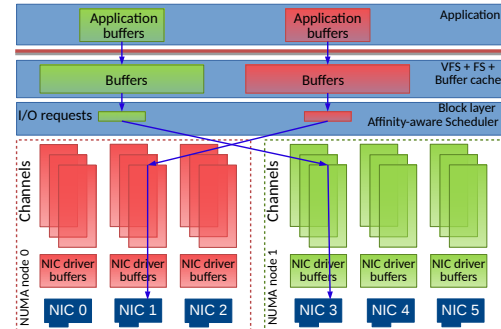 Application
buffers
Application
buffers
Application
Buffers
Buffers
VFS + FS +
Buffer cache
I/O requests
Block layer
Affinity-aware Scheduler
Channels
Channels
NUMA node 0
NUMA node 1
NIC driver
buffers
NIC driver
buffers
NIC driver
buffers
NIC driver
buffers
NIC driver
buffers
NIC driver
buffers
NIC 0
NIC 1
NIC 2
NIC 3
NIC 4
NIC 5